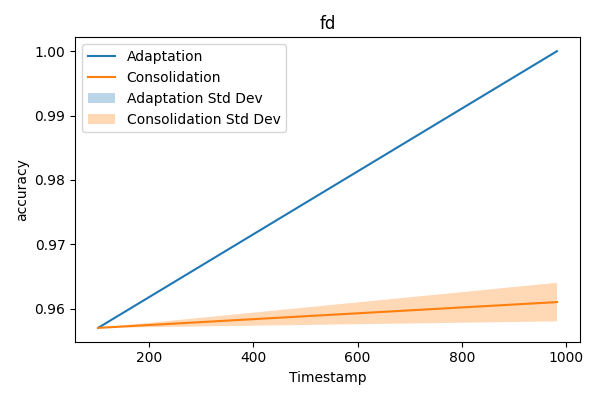 fd
Adaptation
Consolidation
Adaptation Std Dev
Consolidation Std Dev
1.00
0.99
0.98
0.97
0.96
accuracy
200 400 600 800 1000
Timestamp